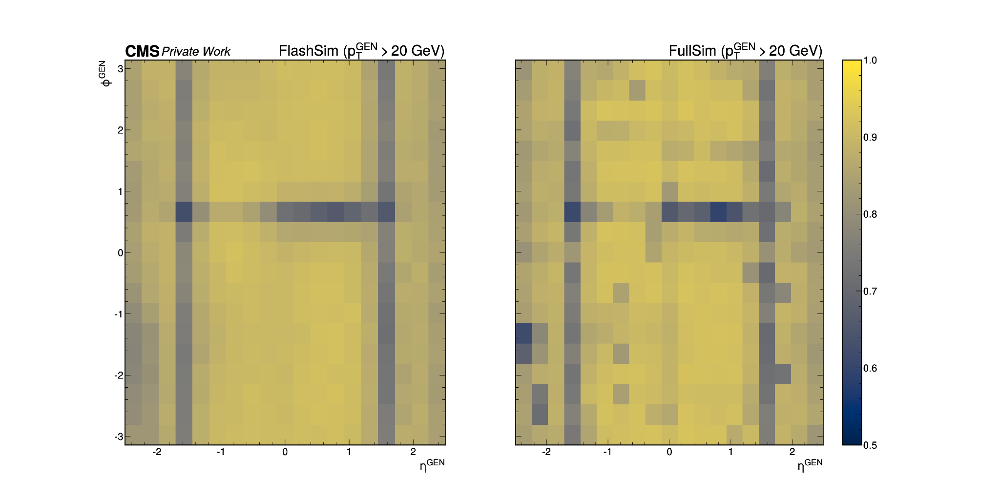 CMS Private Work FlashSim (p_T^GEN > 20 GeV)
FullSim (p_T^GEN > 20 GeV)
ϕ^GEN
3
2
1
0
-1
-2
-3
-2 -1 0 1 2
η^GEN
-2 -1 0 1 2
η^GEN
1.0
0.9
0.8
0.7
0.6
0.5